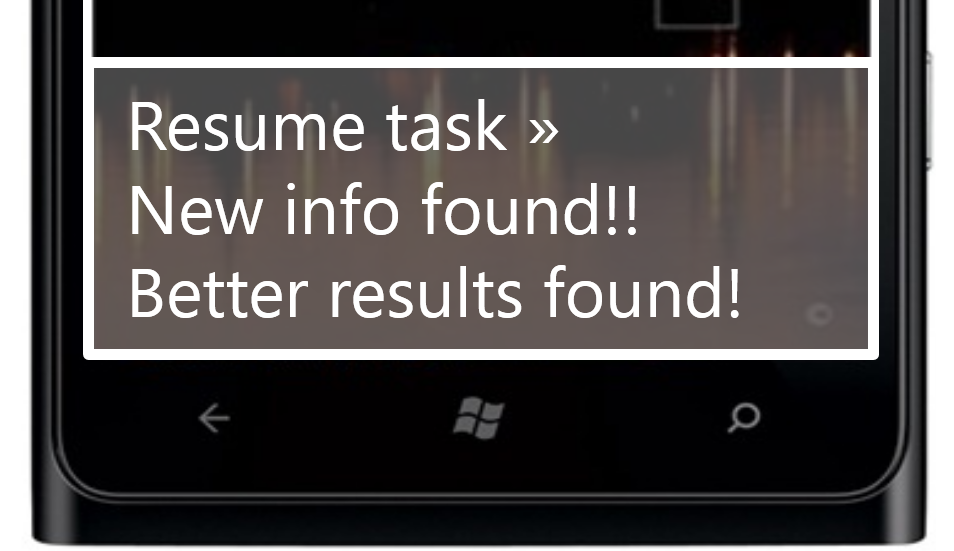 Resume task »
New info found!!
Better results found!